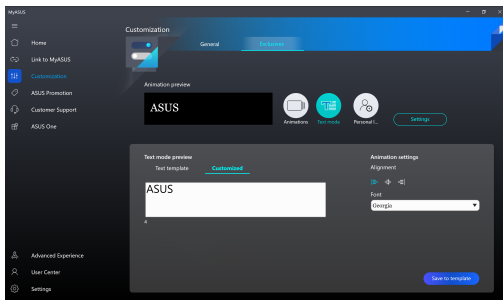 MyASUS
Customization
Home
General
Exclusives
Link to MyASUS
Customization
Animation preview
ASUS Promotion
Customer Support
ASUS
ASUS One
Animations
Text mode
Personal I...
Settings
Text mode preview
Animation settings
Text template
Customized
Alignment
ASUS
Font
Georgia
4
Advanced Experience
User Center
Save to template
Settings